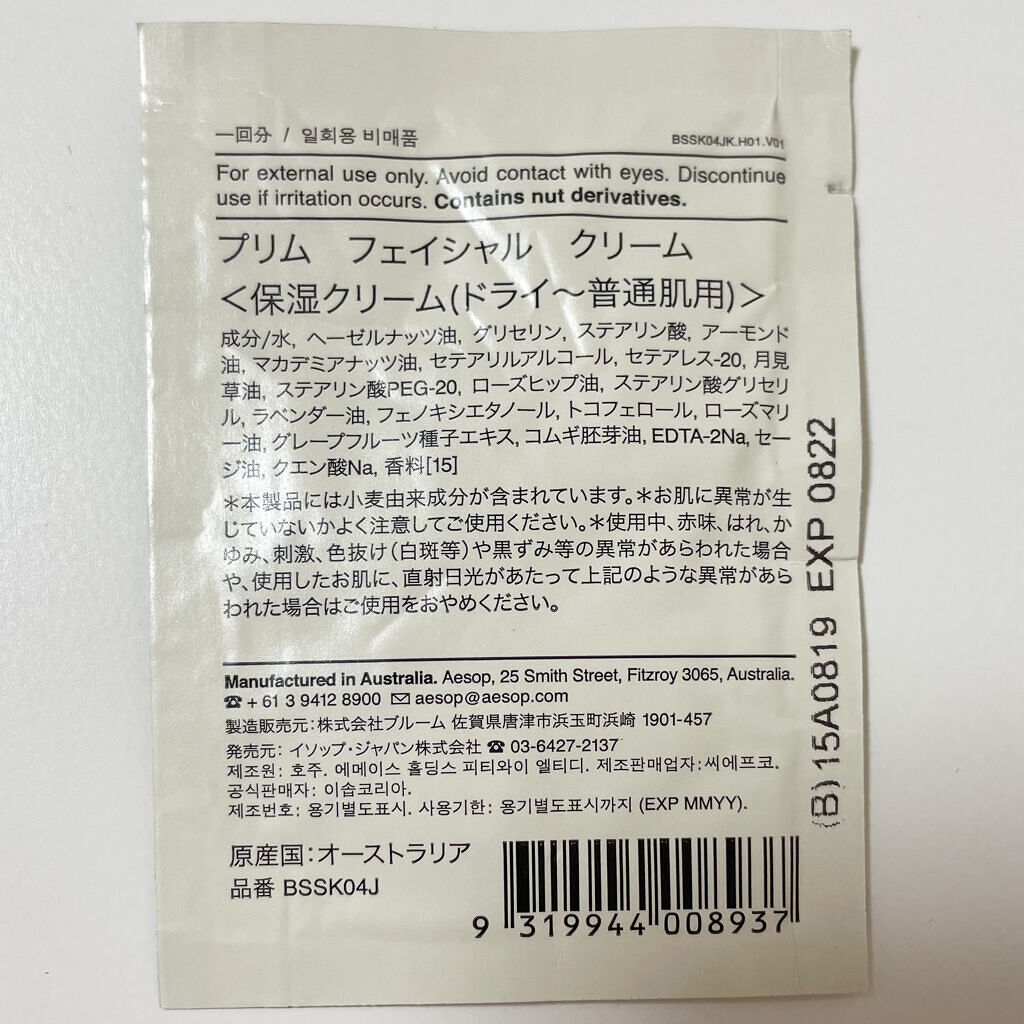 一回分 / 일회용 비매품
BSSK04JK.H01.V01
For external use only. Avoid contact with eyes. Discontinue
use if irritation occurs. Contains nut derivatives.
プリム フェイシャル クリーム
＜保湿クリーム(ドライ～普通肌用)＞
成分/水, ヘーゼルナッツ油, グリセリン, ステアリン酸, アーモンド
油, マカデミアナッツ油, セテアリルアルコール, セテアレス-20, 月見
草油, ステアリン酸PEG-20, ローズヒップ油, ステアリン酸グリセリ
ル, ラベンダー油, フェノキシエタノール, トコフェロール, ローズマリ
ー油, グレープフルーツ種子エキス, コムギ胚芽油, EDTA-2Na, セー
ジ油, クエン酸Na, 香料[15]
＊本製品には小麦由来成分が含まれています。＊お肌に異常が生
じていないかよく注意してご使用ください。＊使用中、赤味、はれ、か
ゆみ、刺激、色抜け（白斑等）や黒ずみ等の異常があらわれた場合
や、使用したお肌に、直射日光があたって上記のような異常があら
われた場合はご使用をおやめください。
Manufactured in Australia. Aesop, 25 Smith Street, Fitzroy 3065, Australia.
☎ + 61 3 9412 8900 ✉ aesop@aesop.com
製造販売元：株式会社ブルーム 佐賀県唐津市浜玉町浜崎 1901-457
発売元： イソップ・ジャパン株式会社 ☎ 03-6427-2137
제조원: 호주. 에메이스 홀딩스 피티와이 엘티디. 제조판매업자:씨에프코.
공식판매자: 이솝코리아.
제조번호: 용기별도표시. 사용기한: 용기별도표시까지 (EXP MMYY).
原産国：オーストラリア
品番 BSSK04J
9 319944 008937
(B) 15A0819 EXP 0822